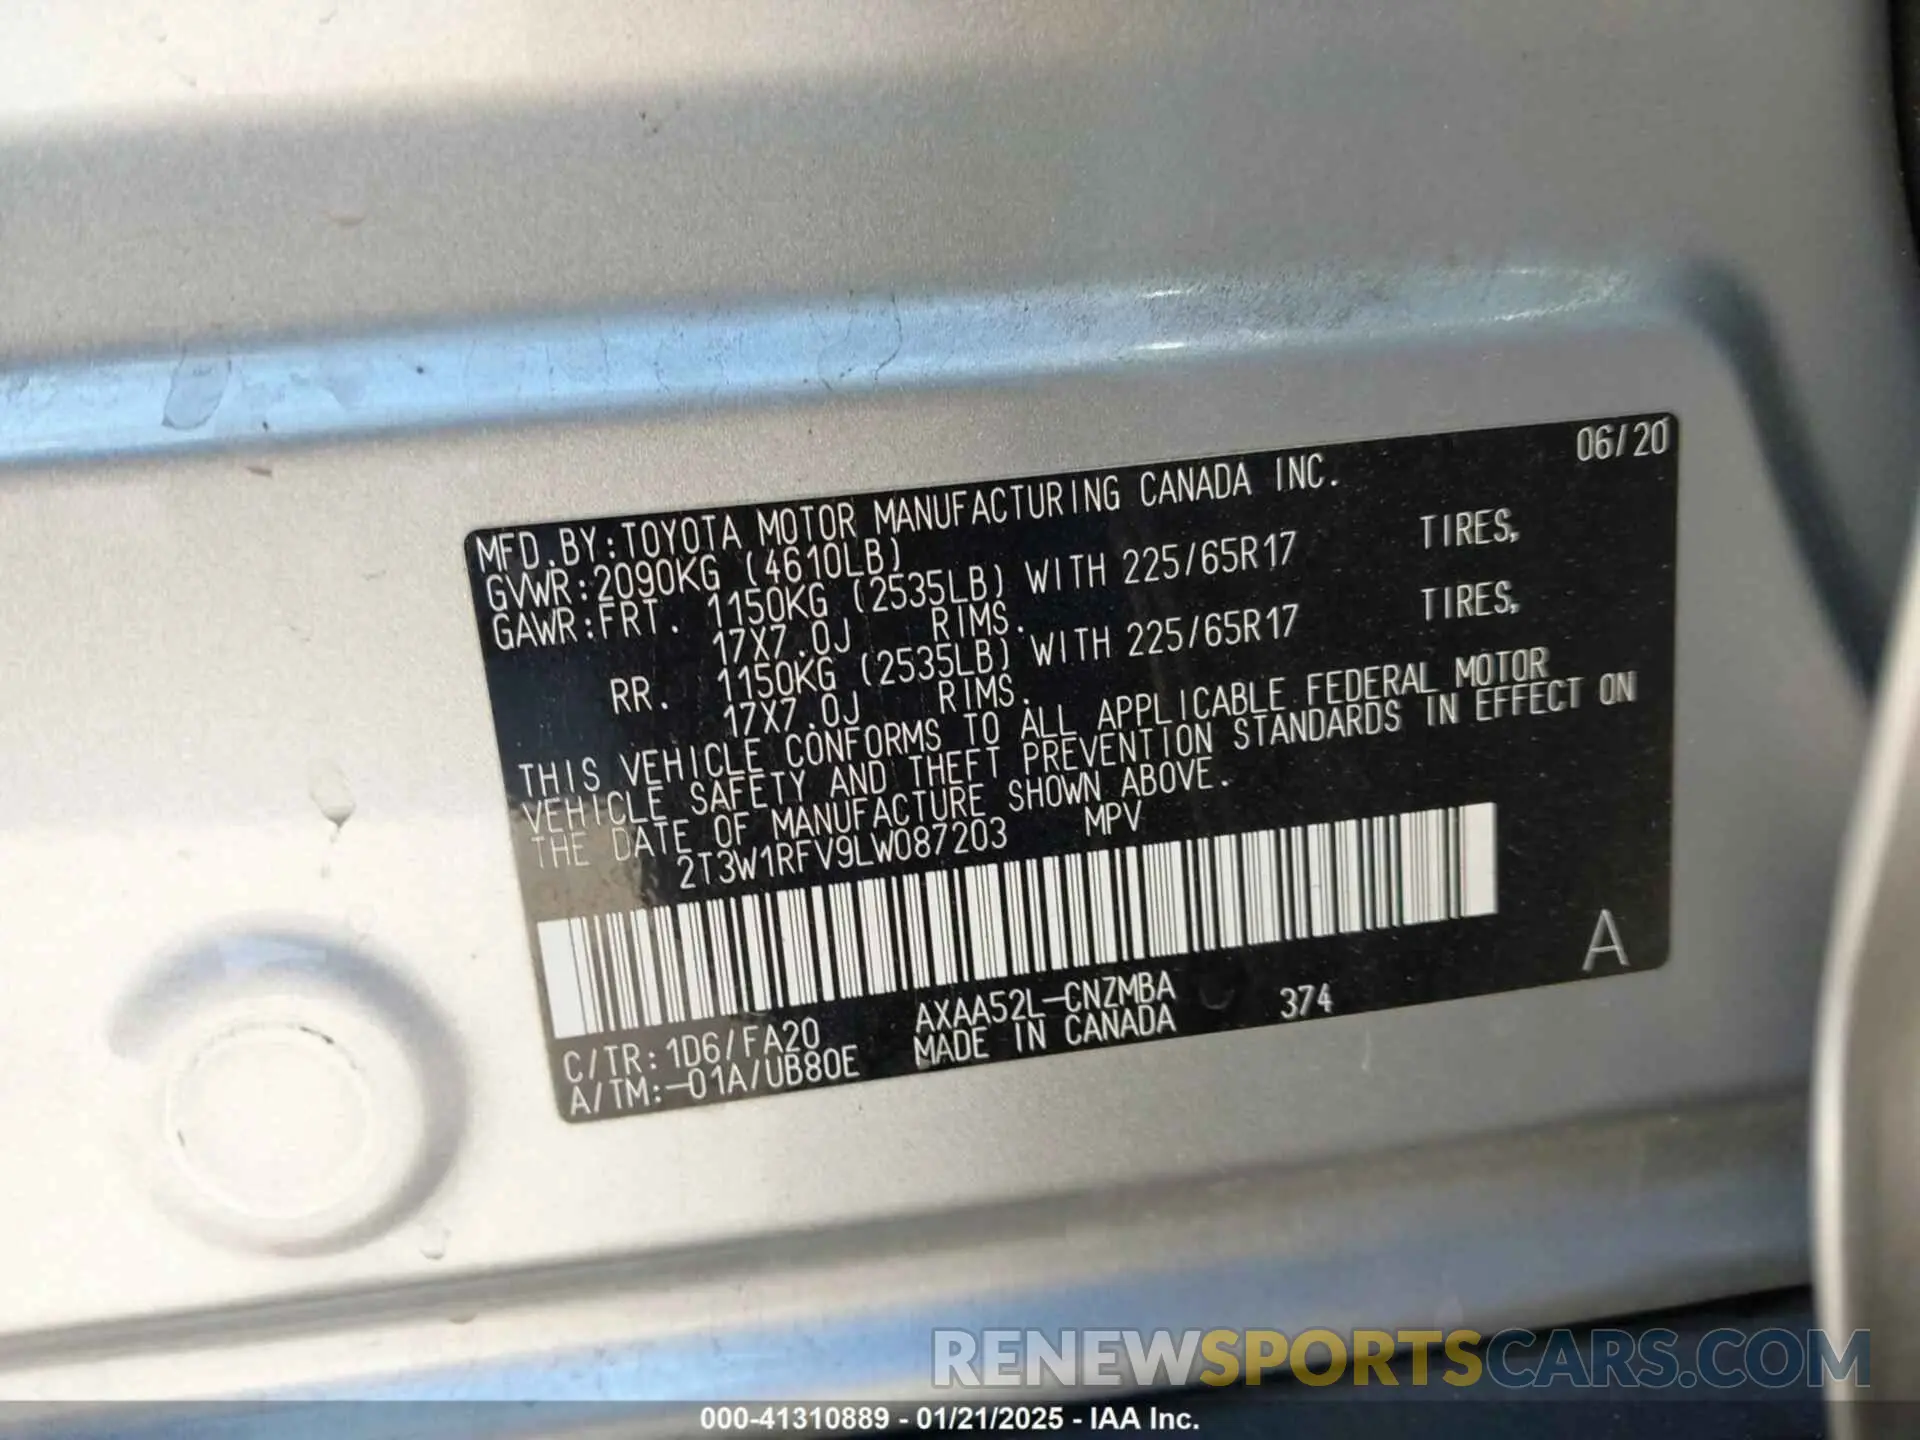 06/20
MFD.BY:TOYOTA MOTOR MANUFACTURING CANADA INC.
GVWR:2090KG (4610LB)
GAWR:FRT. 1150KG (2535LB) WITH 225/65R17 TIRES,
17X7.0J RIMS.
RR. 1150KG (2535LB) WITH 225/65R17 TIRES,
17X7.0J RIMS.
THIS VEHICLE CONFORMS TO ALL APPLICABLE FEDERAL MOTOR
VEHICLE SAFETY AND THEFT PREVENTION STANDARDS IN EFFECT ON
THE DATE OF MANUFACTURE SHOWN ABOVE.
2T3W1RFV9LW087203 MPV
A
C/TR:1D6/FA20 AXAA52L-CNZMBA 374
A/TM:-01A/UB80E MADE IN CANADA
RENEWSPORTSCARS.COM
000-41310889 - 01/21/2025 - IAA Inc.